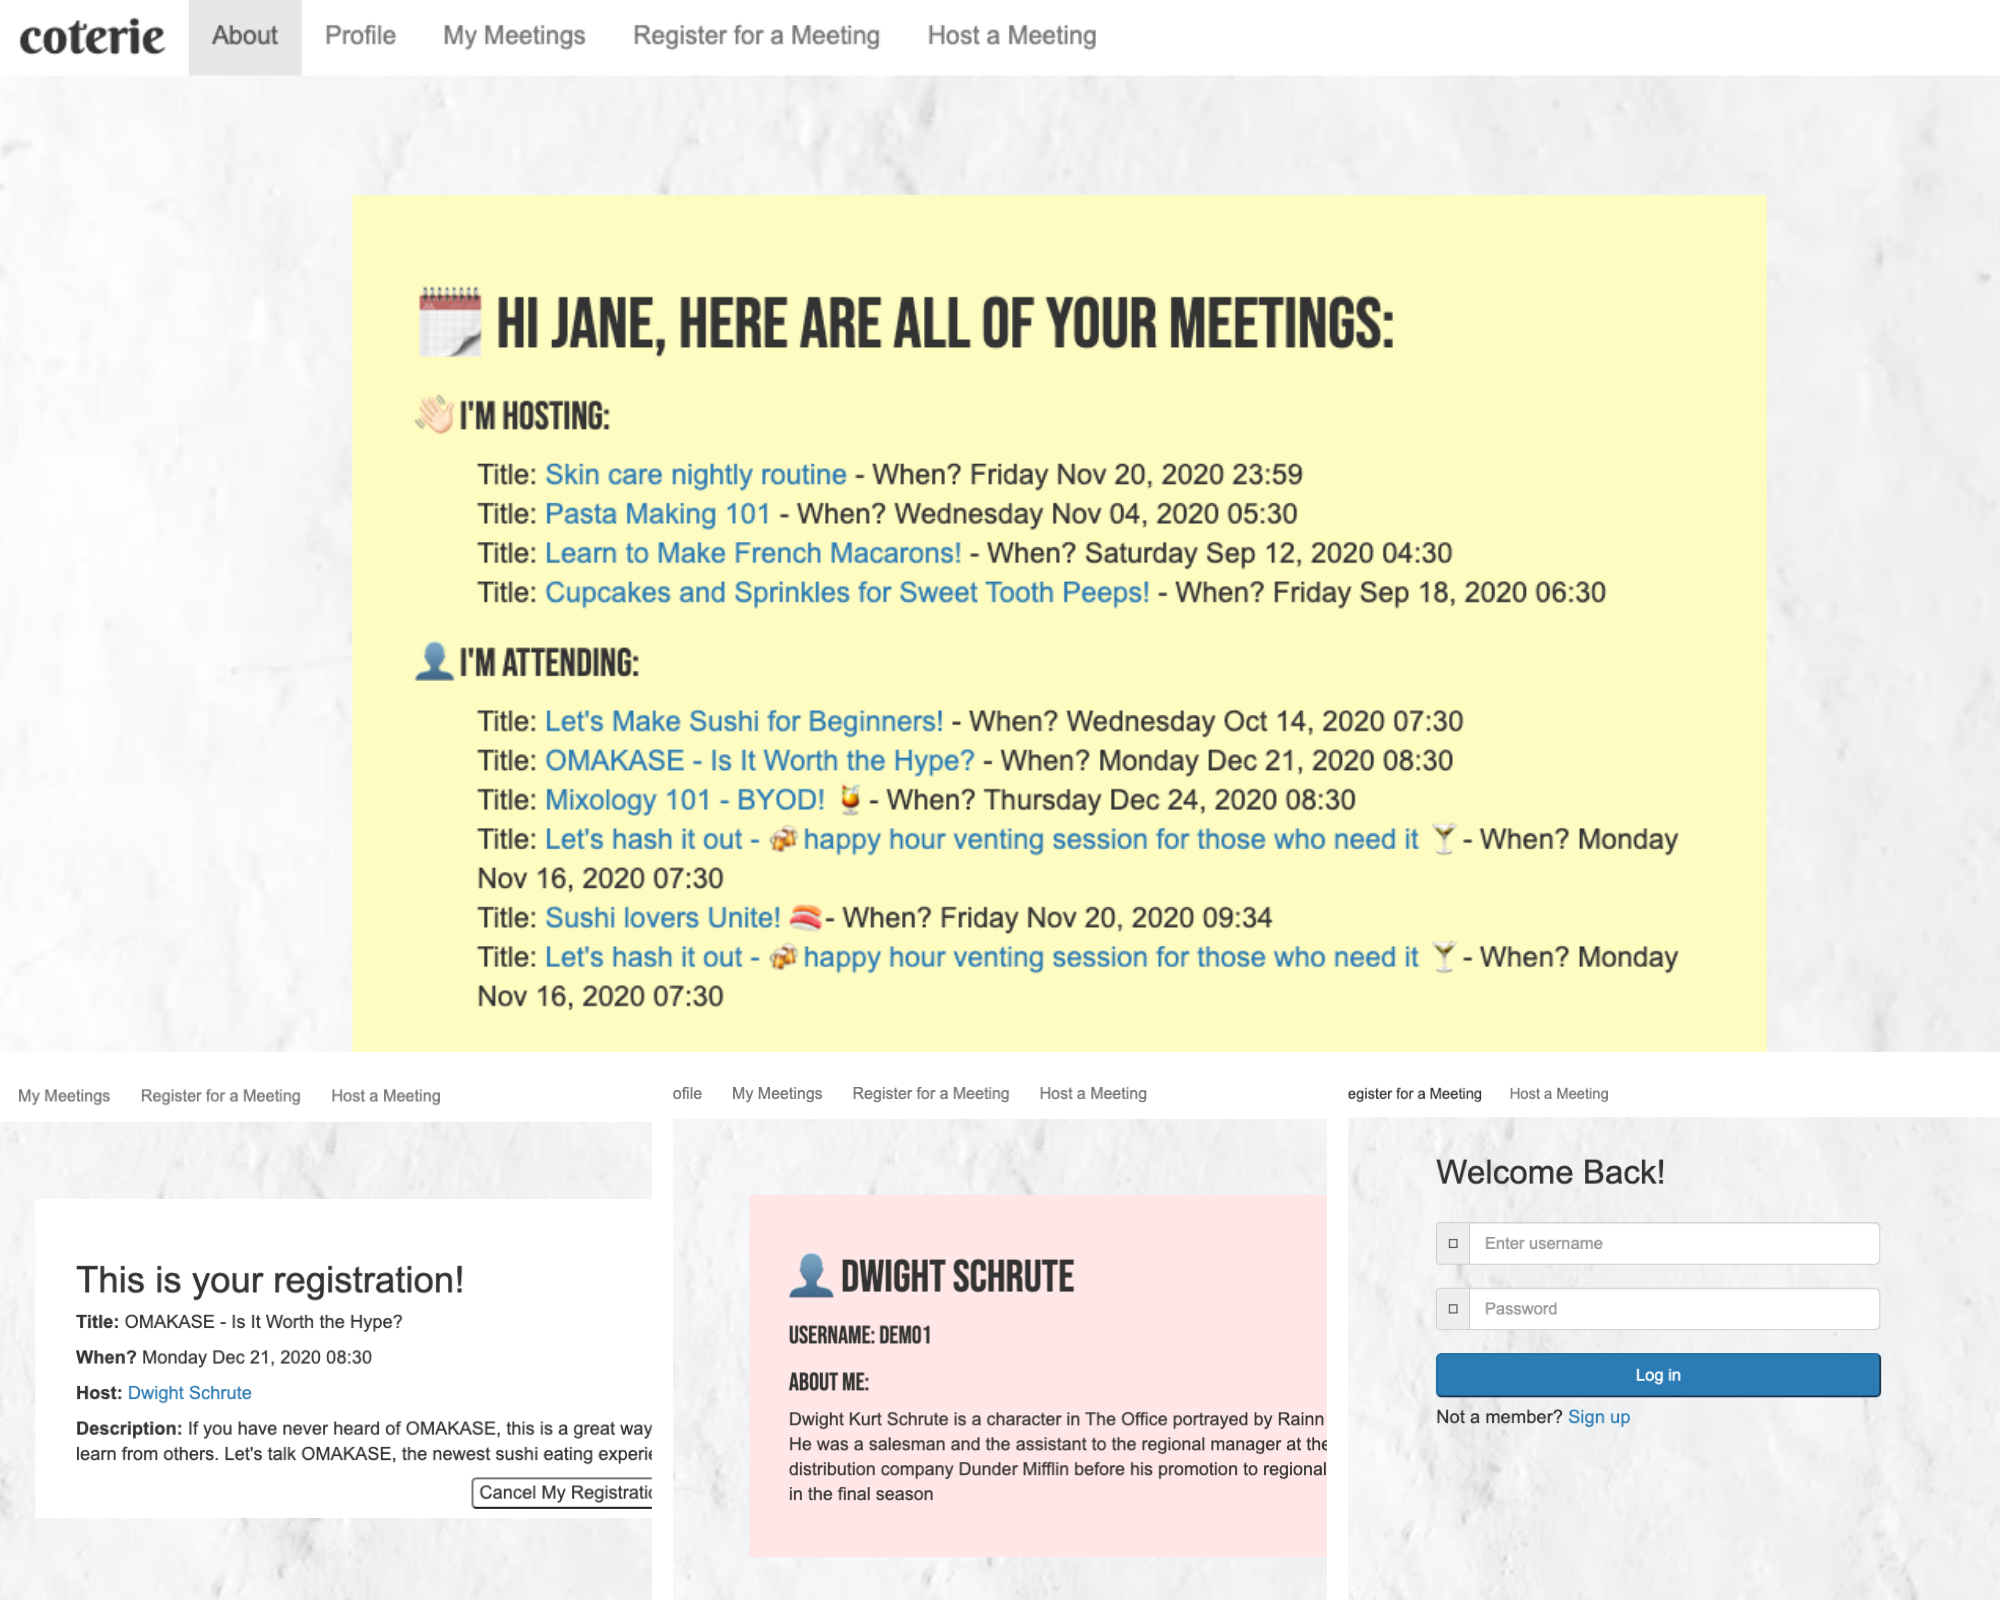 coterie About Profile My Meetings Register for a Meeting Host a Meeting
HI JANE, HERE ARE ALL OF YOUR MEETINGS:
I'M HOSTING:
Title: Skin care nightly routine - When? Friday Nov 20, 2020 23:59
Title: Pasta Making 101 - When? Wednesday Nov 04, 2020 05:30
Title: Learn to Make French Macarons! - When? Saturday Sep 12, 2020 04:30
Title: Cupcakes and Sprinkles for Sweet Tooth Peeps! - When? Friday Sep 18, 2020 06:30
I'M ATTENDING:
Title: Let's Make Sushi for Beginners! - When? Wednesday Oct 14, 2020 07:30
Title: OMAKASE - Is It Worth the Hype? - When? Monday Dec 21, 2020 08:30
Title: Mixology 101 - BYOD! 🍹 - When? Thursday Dec 24, 2020 08:30
Title: Let's hash it out - 🍻 happy hour venting session for those who need it 🍸 - When? Monday
Nov 16, 2020 07:30
Title: Sushi lovers Unite! 🍣 - When? Friday Nov 20, 2020 09:34
Title: Let's hash it out - 🍻 happy hour venting session for those who need it 🍸 - When? Monday
Nov 16, 2020 07:30
My Meetings Register for a Meeting Host a Meeting
This is your registration!
Title: OMAKASE - Is It Worth the Hype?
When? Monday Dec 21, 2020 08:30
Host: Dwight Schrute
Description: If you have never heard of OMAKASE, this is a great way
learn from others. Let's talk OMAKASE, the newest sushi eating experie
Cancel My Registratio
ofile My Meetings Register for a Meeting Host a Meeting
DWIGHT SCHRUTE
USERNAME: DEMO1
ABOUT ME:
Dwight Kurt Schrute is a character in The Office portrayed by Rainn
He was a salesman and the assistant to the regional manager at the
distribution company Dunder Mifflin before his promotion to regional
in the final season
egister for a Meeting Host a Meeting
Welcome Back!
Enter username
Password
Log in
Not a member? Sign up